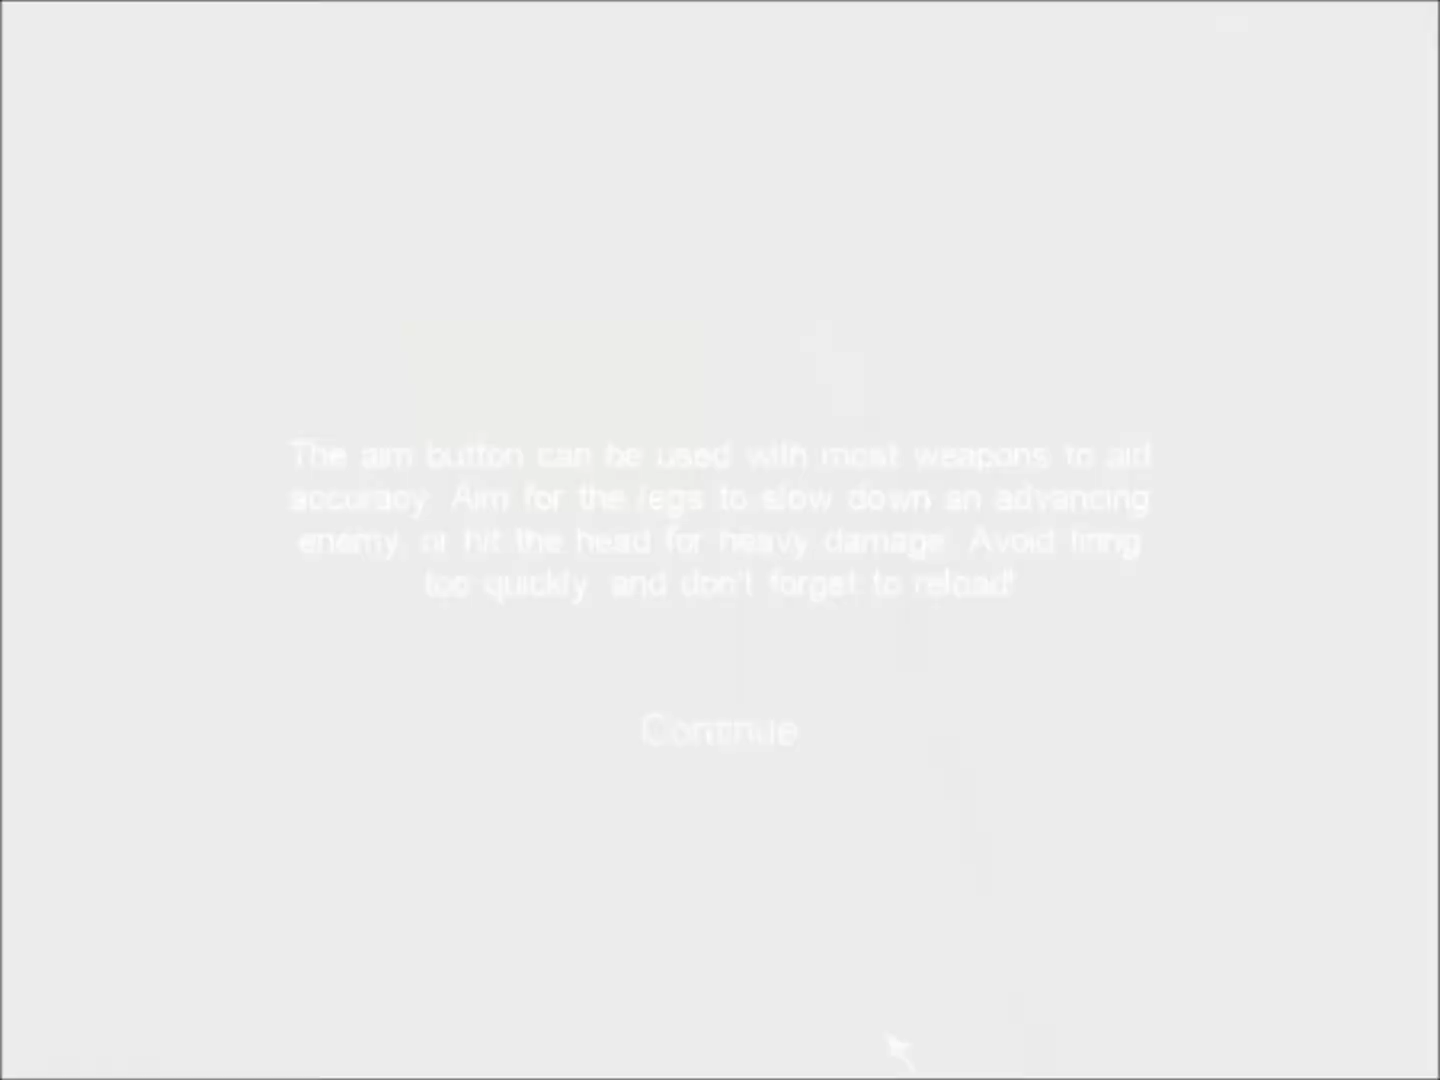 The aim button can be used with most weapons to aid
accuracy. Aim for the legs to slow down an advancing
enemy, or hit the head for heavy damage. Avoid firing
too quickly, and don't forget to reload!
Continue